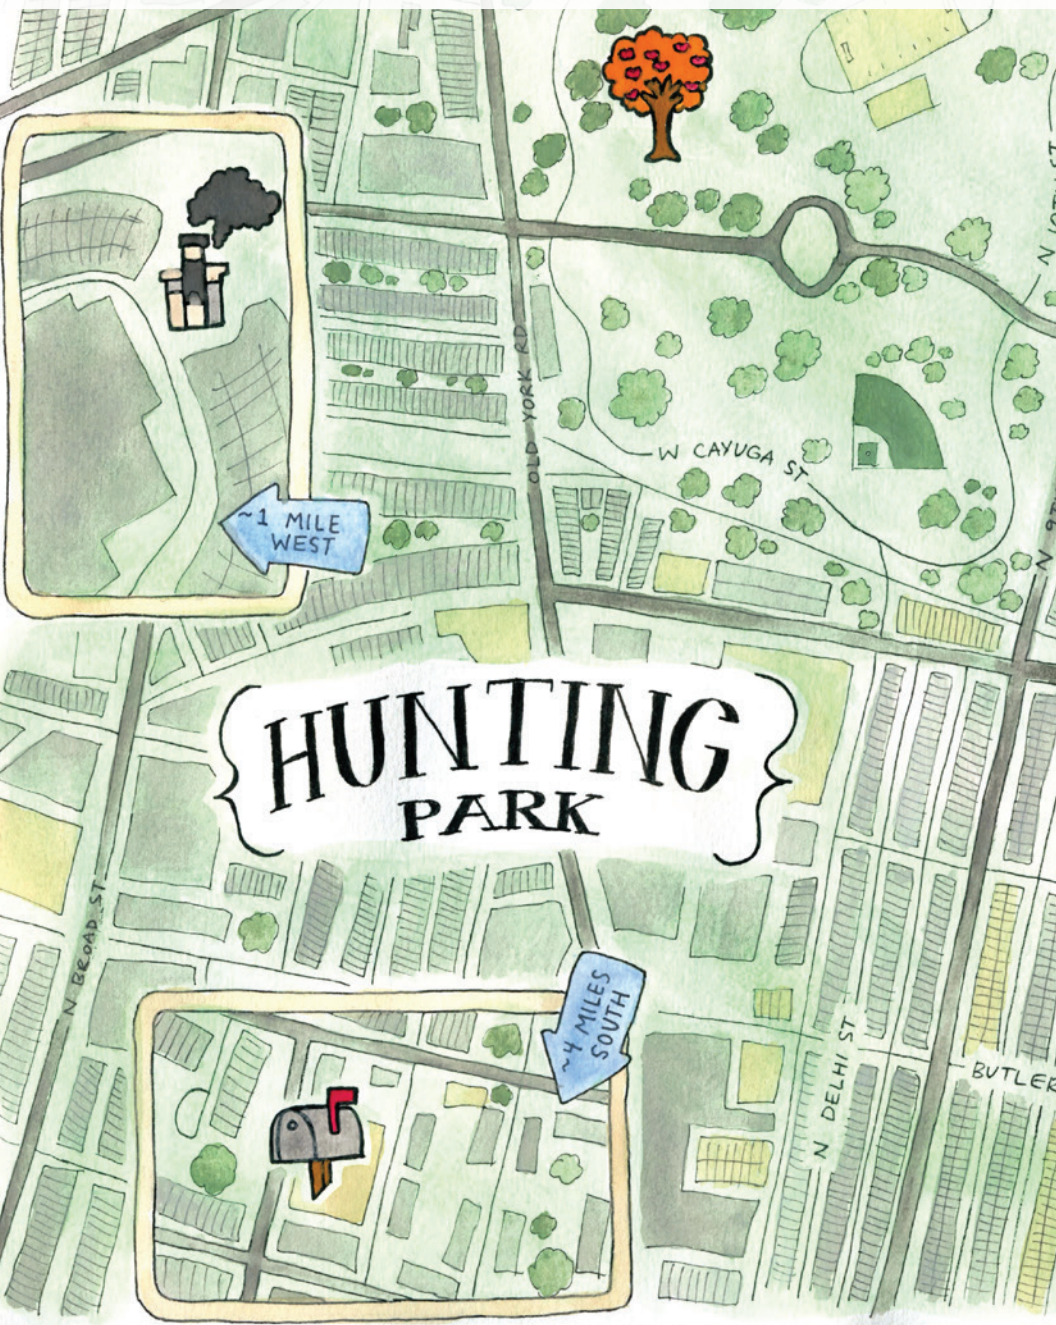 OLD YORK RD
W CAYUGA ST
~1 MILE
WEST
HUNTING
PARK
N BROAD ST
~4 MILES
SOUTH
N DELHI ST
BUTLER